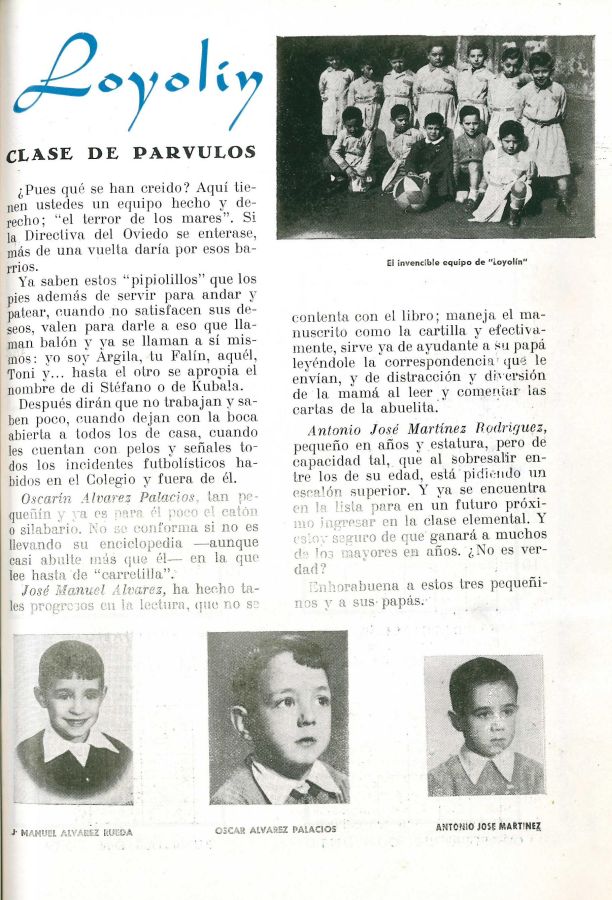 Loyolín
CLASE DE PARVULOS
¿Pues qué se han creido? Aquí tie-
nen ustedes un equipo hecho y de-
recho; "el terror de los mares". Si
la Directiva del Oviedo se enterase,
más de una vuelta daría por esos ba-
rrios.
Ya saben estos "pipiolillos" que los
pies además de servir para andar y
patear, cuando no satisfacen sus de-
seos, valen para darle a eso que lla-
man balón y ya se llaman a sí mis-
mos: yo soy Argila, tu Falín, aquél,
Toni y... hasta el otro se apropia el
nombre de di Stéfano o de Kubala.
Después dirán que no trabajan y sa-
ben poco, cuando dejan con la boca
abierta a todos los de casa, cuando
les cuentan con pelos y señales to-
dos los incidentes futbolísticos ha-
bidos en el Colegio y fuera de él.
Oscarín Alvarez Palacios, tan pe-
queñín y ya es para él poco el catón
o silabario. No se conforma si no es
llevando su enciclopedia —aunque
casi abulte más que él— en la que
lee hasta de "carretilla".
José Manuel Alvarez, ha hecho ta-
les progresos en la lectura, que no se
El invencible equipo de "Loyolín"
contenta con el libro; maneja el ma-
nuscrito como la cartilla y efectiva-
mente, sirve ya de ayudante a su papá
leyéndole la correspondencia que le
envían, y de distracción y diversión
de la mamá al leer y comentar las
cartas de la abuelita.
Antonio José Martínez Rodriguez,
pequeño en años y estatura, pero de
capacidad tal, que al sobresalir en-
tre los de su edad, está pidiendo un
escalón superior. Y ya se encuentra
en la lista para en un futuro próxi-
mo ingresar en la clase elemental. Y
estoy seguro de que ganará a muchos
de los mayores en años. ¿No es ver-
dad?
Enhorabuena a estos tres pequeñi-
nos y a sus papás.
J. MANUEL ALVAREZ RUEDA
OSCAR ALVAREZ PALACIOS
ANTONIO JOSE MARTINEZ